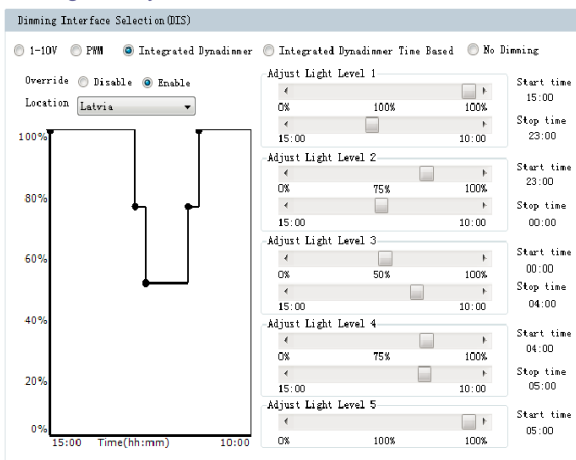 Dimming Interface Selection(DIS)
1-10V PWM Integrated Dynadimmer Integrated Dynadimmer Time Based No Dimming
Override Disable Enable
Location Latvia
100%
80%
60%
40%
20%
0%
15:00 Time(hh:mm) 10:00
Adjust Light Level 1
0% 100% 100%
15:00 10:00
Start time
15:00
Stop time
23:00
Adjust Light Level 2
0% 75% 100%
15:00 10:00
Start time
23:00
Stop time
00:00
Adjust Light Level 3
0% 50% 100%
15:00 10:00
Start time
00:00
Stop time
04:00
Adjust Light Level 4
0% 75% 100%
15:00 10:00
Start time
04:00
Stop time
05:00
Adjust Light Level 5
0% 100% 100%
Start time
05:00